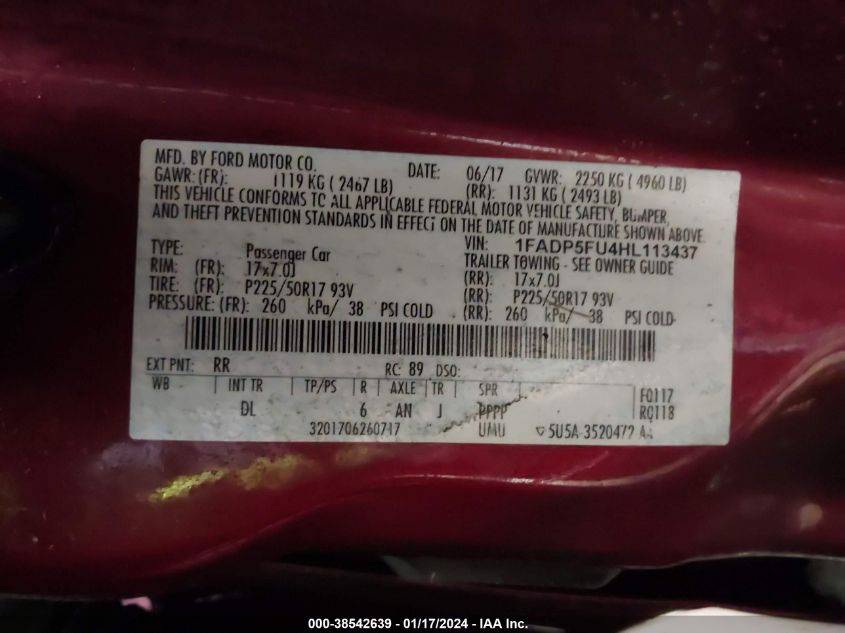 MFD. BY FORD MOTOR CO. DATE: 06/17 GVWR: 2250 KG ( 4960 LB)
GAWR: (FR): 1119 KG ( 2467 LB) (RR): 1131 KG ( 2493 LB)
THIS VEHICLE CONFORMS TO ALL APPLICABLE FEDERAL MOTOR VEHICLE SAFETY, BUMPER,
AND THEFT PREVENTION STANDARDS IN EFFECT ON THE DATE OF MANUFACTURE SHOWN ABOVE.
VIN: 1FADP5FU4HL113437
TYPE: Passenger Car TRAILER TOWING - SEE OWNER GUIDE
RIM: (FR): 17x7.0J (RR): 17x7.0J
TIRE: (FR): P225/50R17 93V (RR): P225/50R17 93V
PRESSURE: (FR): 260 kPa/ 38 PSI COLD (RR): 260 kPa/ 38 PSI COLD
EXT PNT: RR RC: 89 DSO:
WB INT TR TP/PS R AXLE TR SPR F0117
DL 6 AN J PPPP R0118
3201706260717 UMU 5U5A-3520472
000-38542639 - 01/17/2024 - IAA Inc.